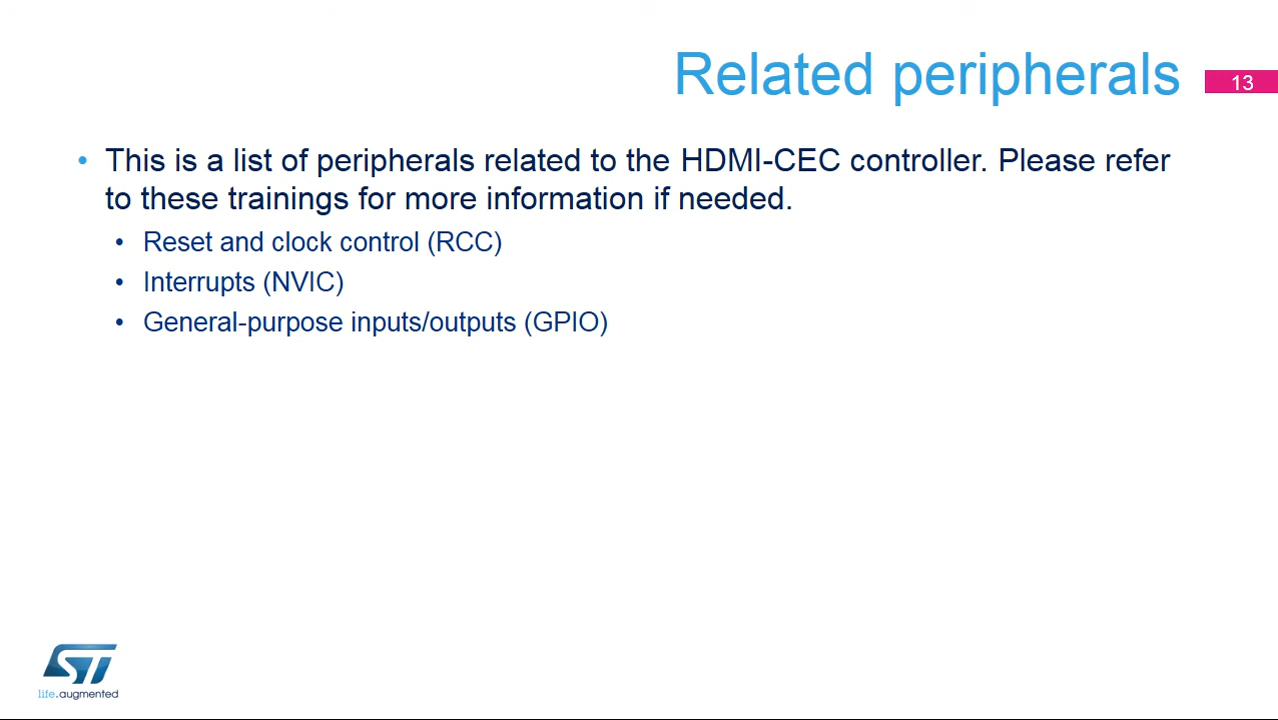 Related peripherals
13
• This is a list of peripherals related to the HDMI-CEC controller. Please refer
to these trainings for more information if needed.
• Reset and clock control (RCC)
• Interrupts (NVIC)
• General-purpose inputs/outputs (GPIO)
ST
life.augmented